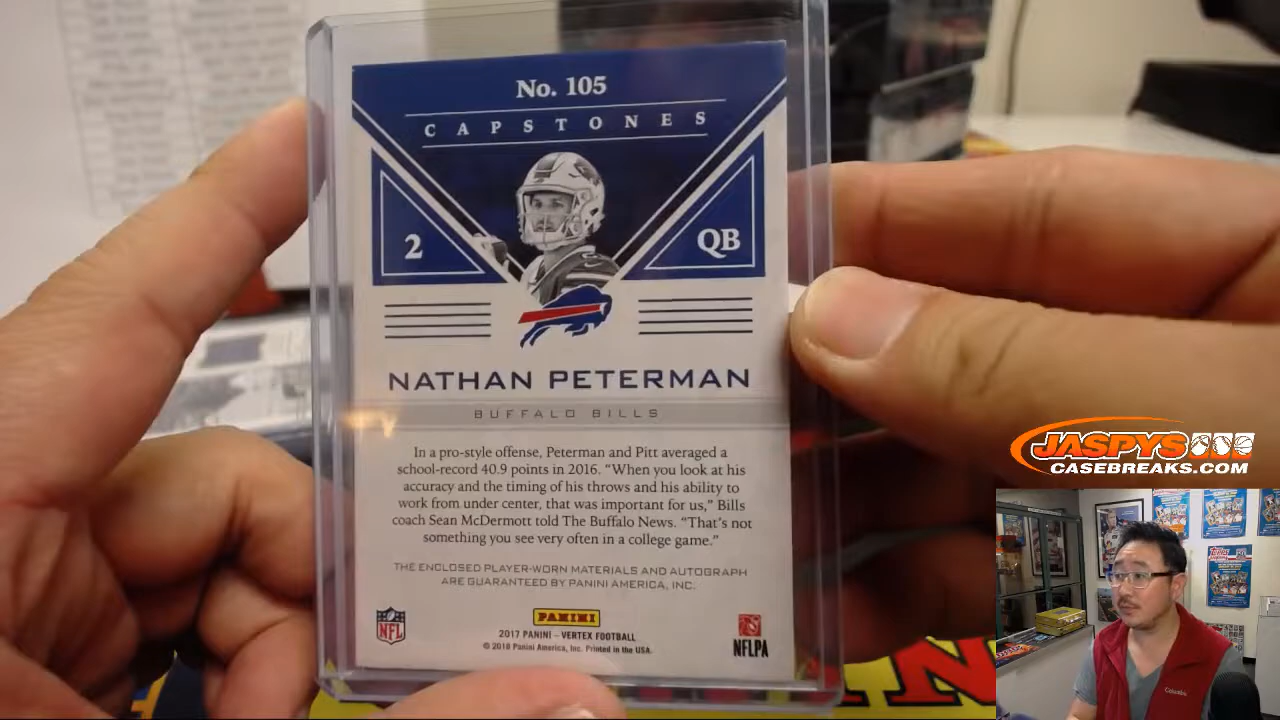 No. 105
CAPSTONES
2
QB
NATHAN PETERMAN
BUFFALO BILLS
In a pro-style offense, Peterman and Pitt averaged a
school-record 40.9 points in 2016. “When you look at his
accuracy and the timing of his throws and his ability to
work from under center, that was important for us,” Bills
coach Sean McDermott told The Buffalo News. “That’s not
something you see very often in a college game.”
THE ENCLOSED PLAYER-WORN MATERIALS AND AUTOGRAPH
ARE GUARANTEED BY PANINI AMERICA, INC.
NFL
PANINI
2017 PANINI – VERTEX FOOTBALL
© 2018 Panini America, Inc. Printed in the USA.
NFLPA
JASPYS
CASEBREAKS.COM
Topps
Columbia